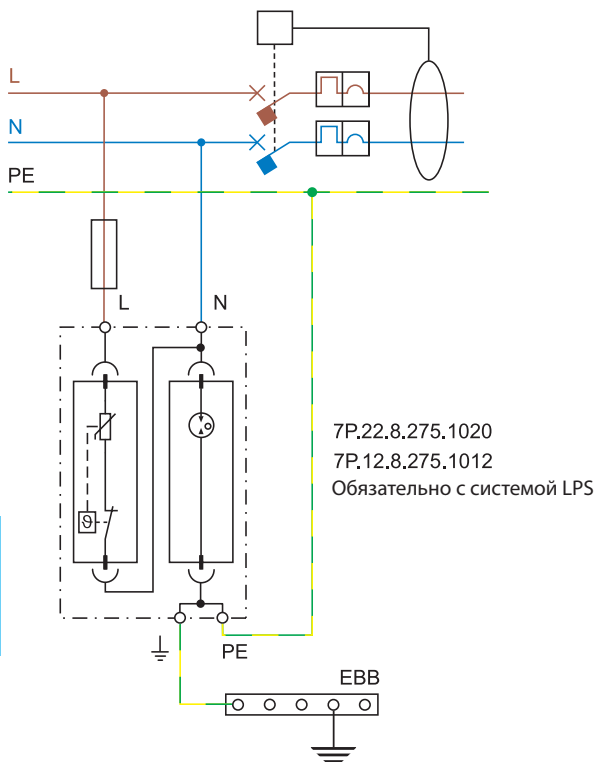 L
N
PE
L
N
7P.22.8.275.1020
7P.12.8.275.1012
Обязательно с системой LPS
ϑ
PE
EBB